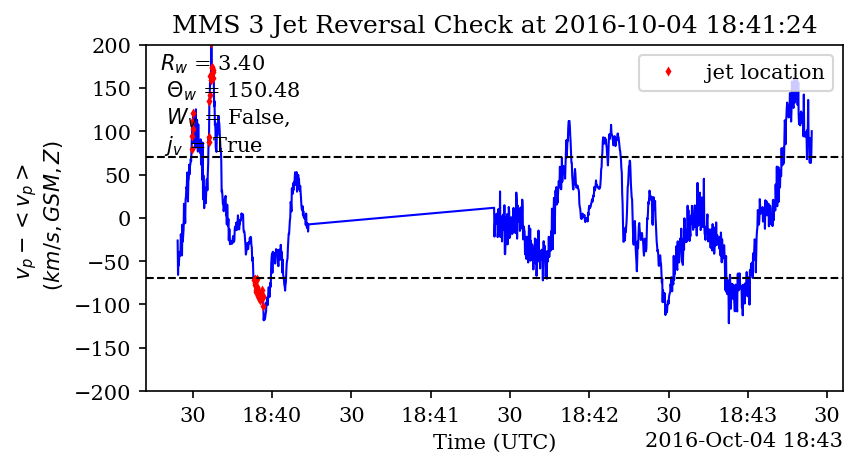 MMS 3 Jet Reversal Check at 2016-10-04 18:41:24
R_w = 3.40
Θ_w = 150.48
W_v = False,
j_v = True
jet location
200
150
100
50
0
−50
−100
−150
−200
v_p − < v_p >
(km/s, GSM, Z)
30 18:40 30 18:41 30 18:42 30 18:43 30
Time (UTC)
2016-Oct-04 18:43